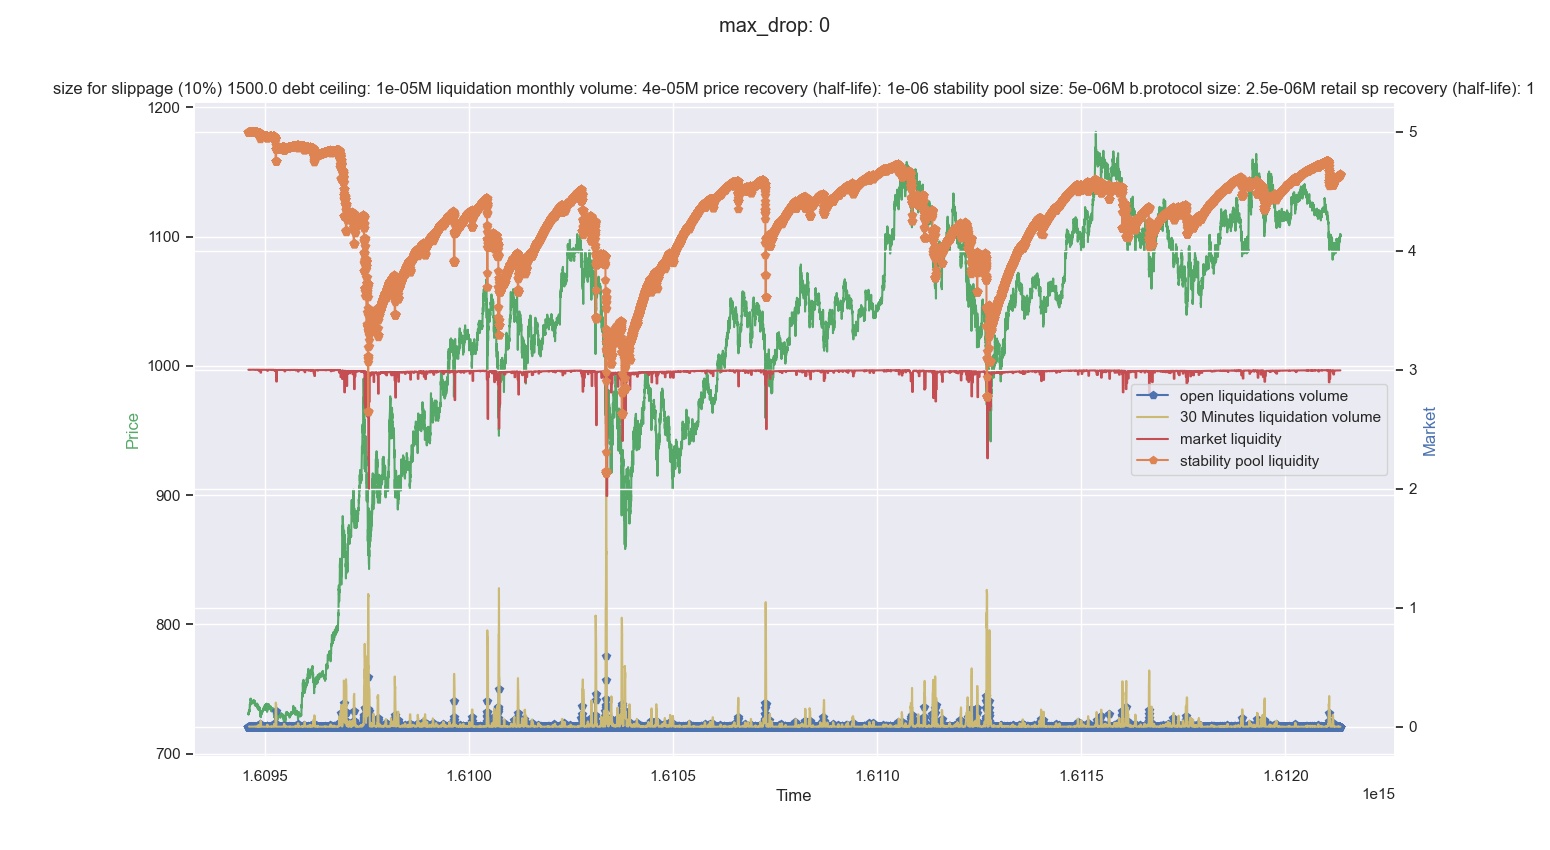 max_drop: 0
size for slippage (10%) 1500.0 debt ceiling: 1e-05M liquidation monthly volume: 4e-05M price recovery (half-life): 1e-06 stability pool size: 5e-06M b.protocol size: 2.5e-06M retail sp recovery (half-life): 1
1200
1100
1000
900
800
700
Price
5
4
3
2
1
0
Market
open liquidations volume
30 Minutes liquidation volume
market liquidity
stability pool liquidity
1.6095 1.6100 1.6105 1.6110 1.6115 1.6120
Time
1e15